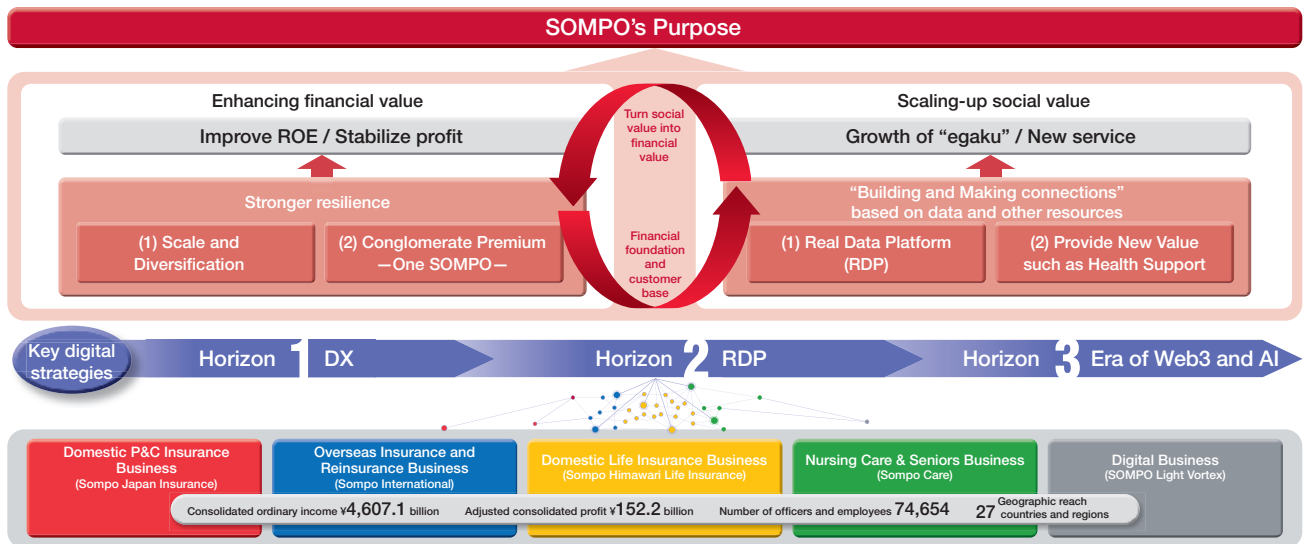 SOMPO's Purpose
Enhancing financial value
Improve ROE / Stabilize profit
Stronger resilience
(1) Scale and
Diversification
(2) Conglomerate Premium
—One SOMPO—
Turn social
value into
financial
value
Financial
foundation
and
customer
base
Scaling-up social value
Growth of “egaku” / New service
“Building and Making connections”
based on data and other resources
(1) Real Data Platform
(RDP)
(2) Provide New Value
such as Health Support
Key digital
strategies
Horizon 1 DX
Horizon 2 RDP
Horizon 3 Era of Web3 and AI
Domestic P&C Insurance
Business
(Sompo Japan Insurance)
Overseas Insurance and
Reinsurance Business
(Sompo International)
Domestic Life Insurance Business
(Sompo Himawari Life Insurance)
Nursing Care & Seniors Business
(Sompo Care)
Digital Business
(SOMPO Light Vortex)
Consolidated ordinary income ¥4,607.1 billion
Adjusted consolidated profit ¥152.2 billion
Number of officers and employees 74,654
27 Geographic reach
countries and regions